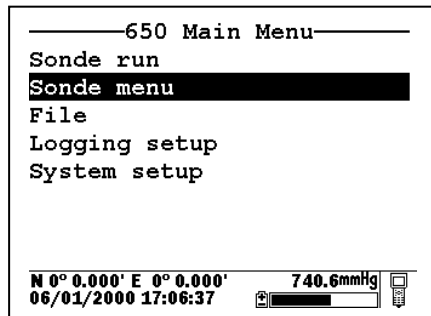 650 Main Menu
Sonde run
Sonde menu
File
Logging setup
System setup
N 0° 0.000' E 0° 0.000' 740.6mmHg
06/01/2000 17:06:37